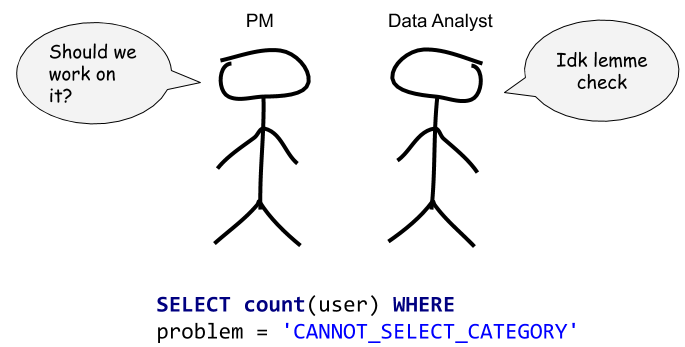 PM
Data Analyst
Should we
work on
it?
Idk lemme
check
SELECT count(user) WHERE
problem = 'CANNOT_SELECT_CATEGORY'